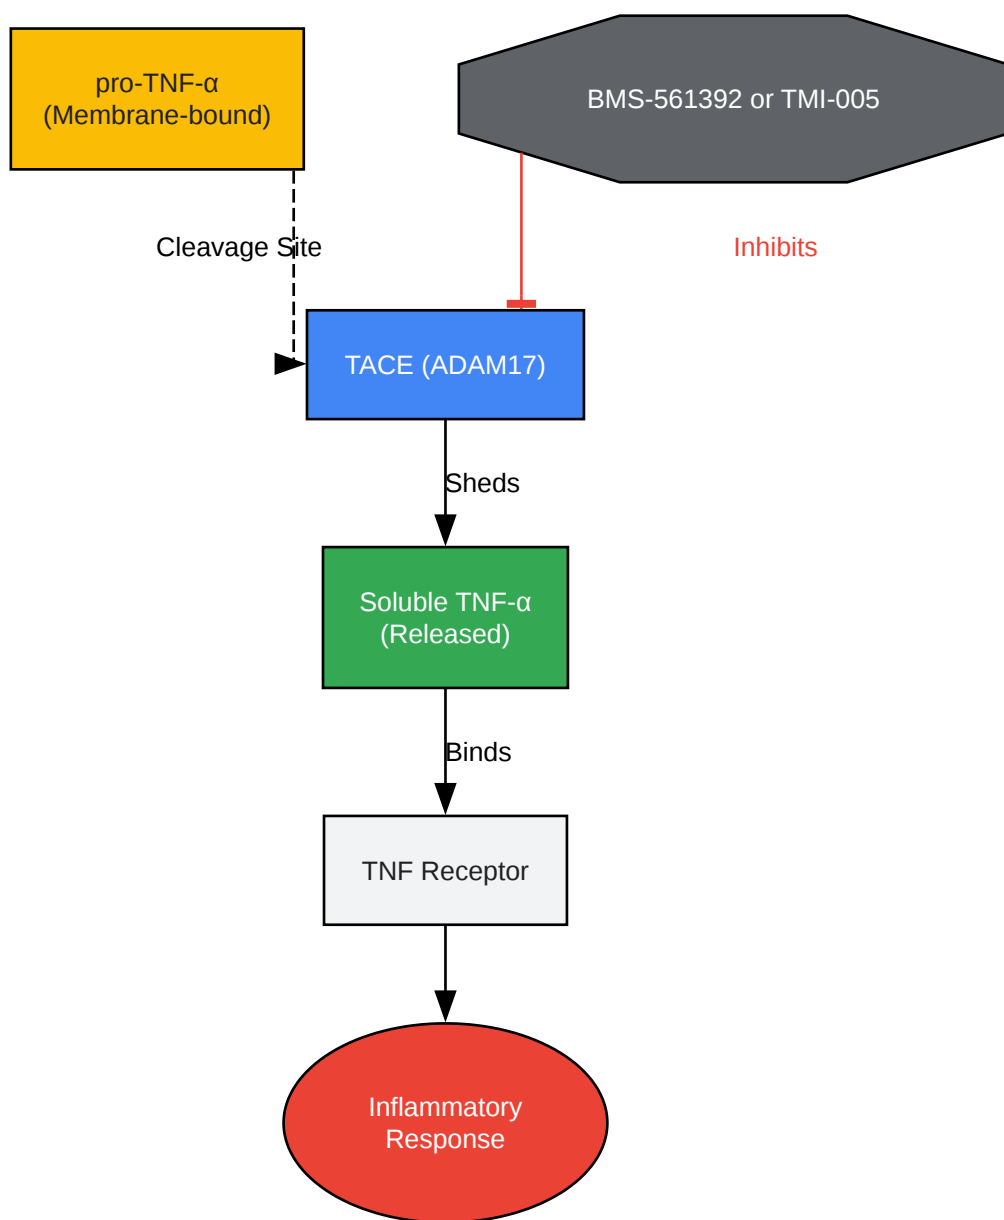 pro-TNF-α
(Membrane-bound)
BMS-561392 or TMI-005
Cleavage Site
Inhibits
TACE (ADAM17)
Sheds
Soluble TNF-α
(Released)
Binds
TNF Receptor
Inflammatory
Response